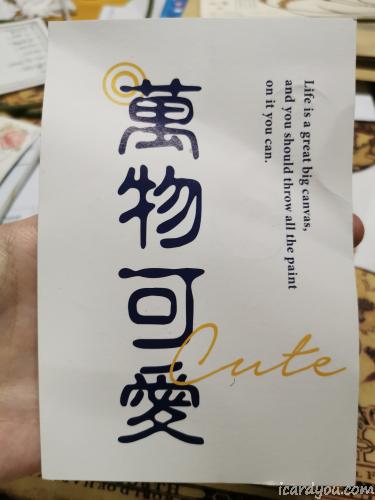 萬物可愛
Cute
Life is a great big canvas,
and you should throw all the paint
on it you can.
icardyou.com